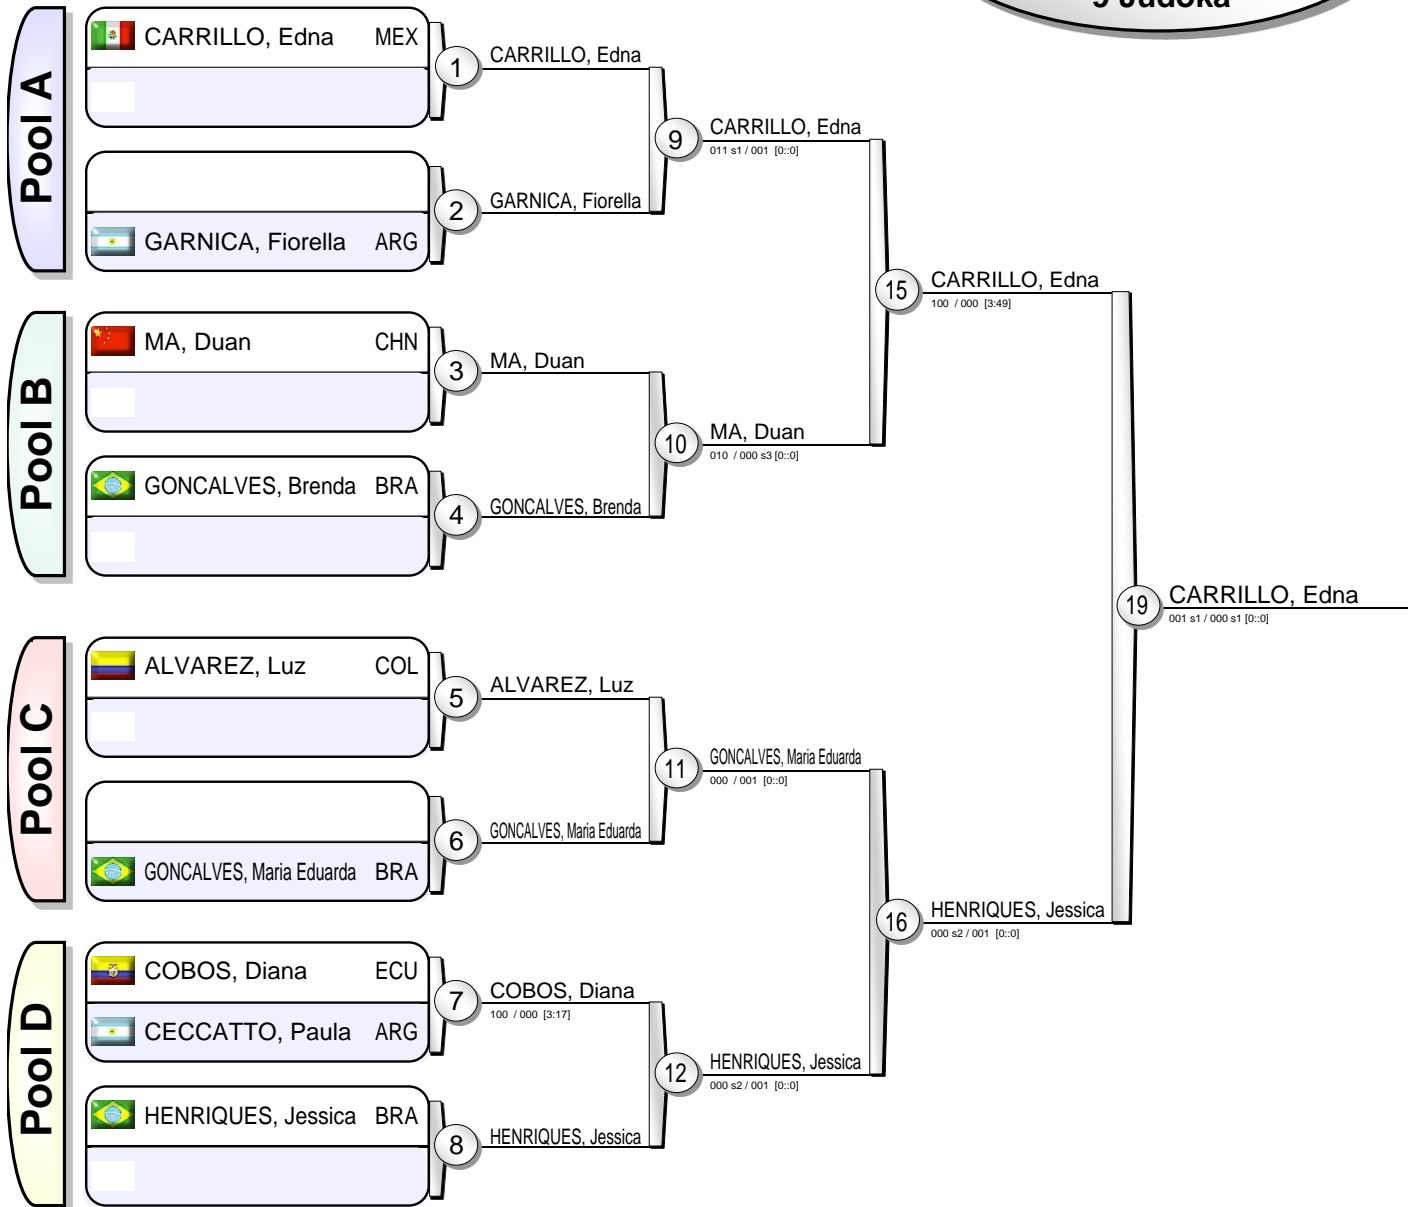 9 Judoka
Pool A
CARRILLO, Edna MEX
1
CARRILLO, Edna
9
CARRILLO, Edna
011 s1 / 001 [0::0]
2
GARNICA, Fiorella
GARNICA, Fiorella ARG
15
CARRILLO, Edna
100 / 000 [3:49]
Pool B
MA, Duan CHN
3
MA, Duan
10
MA, Duan
010 / 000 s3 [0::0]
GONCALVES, Brenda BRA
4
GONCALVES, Brenda
19
CARRILLO, Edna
001 s1 / 000 s1 [0::0]
Pool C
ALVAREZ, Luz COL
5
ALVAREZ, Luz
11
GONCALVES, Maria Eduarda
000 / 001 [0::0]
6
GONCALVES, Maria Eduarda
GONCALVES, Maria Eduarda BRA
16
HENRIQUES, Jessica
000 s2 / 001 [0::0]
Pool D
COBOS, Diana ECU
7
COBOS, Diana
100 / 000 [3:17]
CECCATTO, Paula ARG
12
HENRIQUES, Jessica
000 s2 / 001 [0::0]
HENRIQUES, Jessica BRA
8
HENRIQUES, Jessica